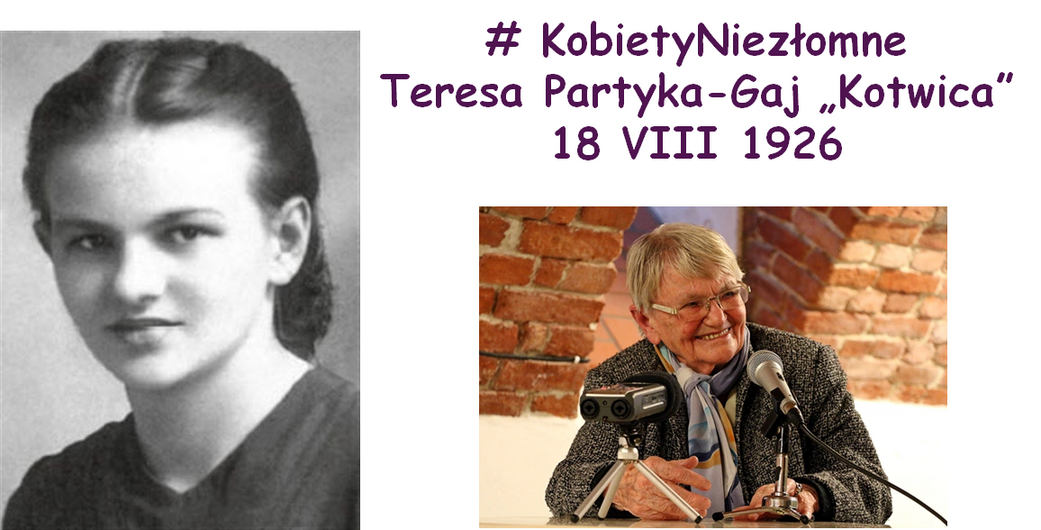 # KobietyNiezłomne
Teresa Partyka-Gaj „Kotwica”
18 VIII 1926